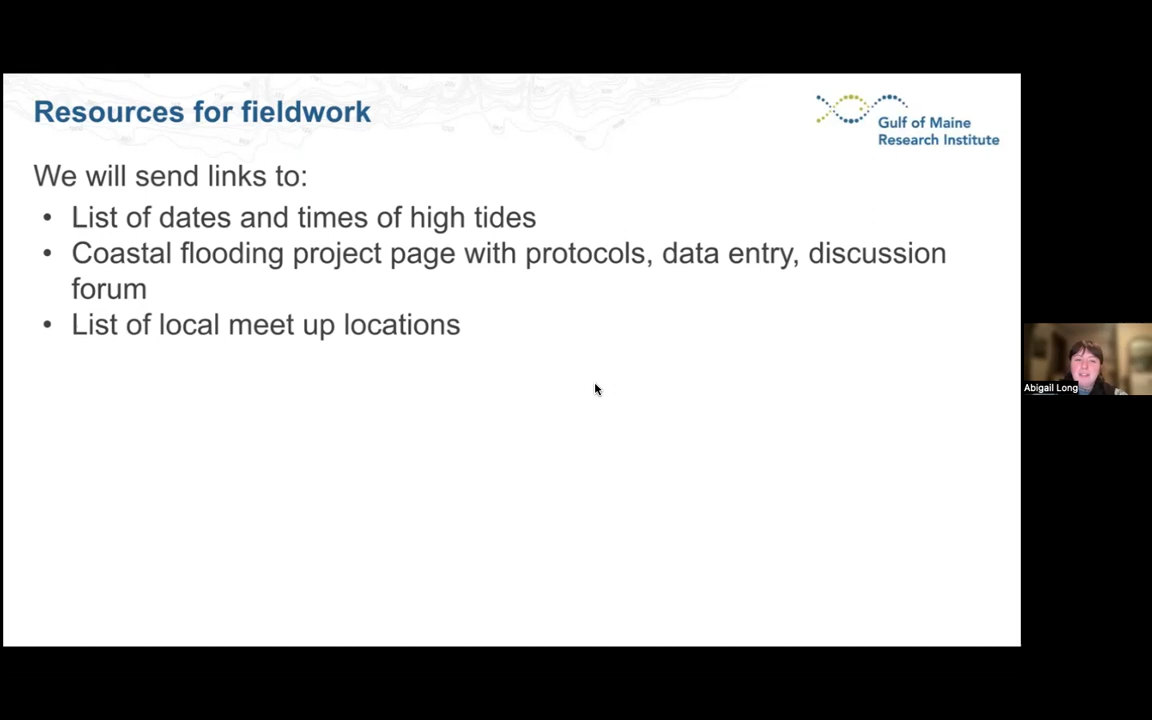 Resources for fieldwork
Gulf of Maine
Research Institute
We will send links to:
• List of dates and times of high tides
• Coastal flooding project page with protocols, data entry, discussion
forum
• List of local meet up locations
Abigail Long